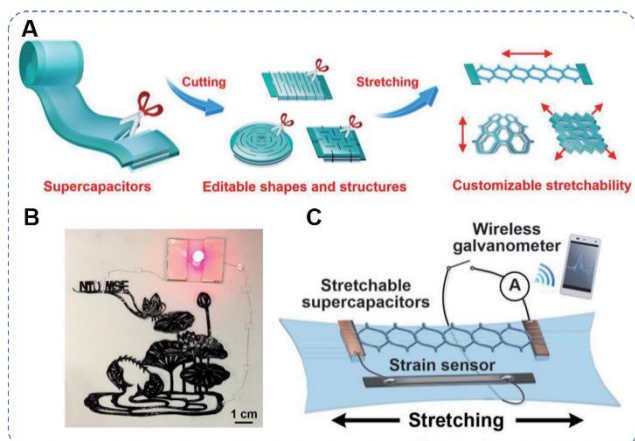 A
Cutting
Stretching
Supercapacitors
Editable shapes and structures
Customizable stretchability
B
NTU MSE
1 cm
C
Wireless
galvanometer
A
Stretchable
supercapacitors
Strain sensor
Stretching